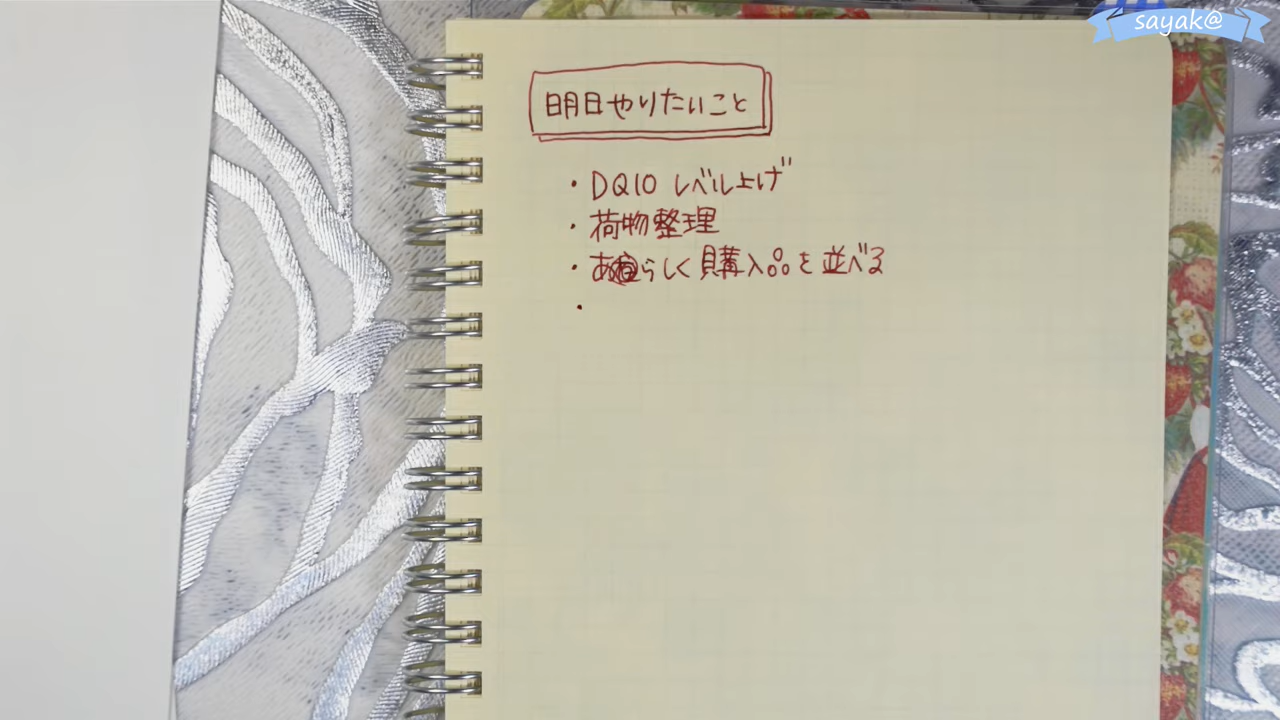 sayak@
明日やりたいこと
・DQ10 レベル上げ
・荷物整理
・あらしく購入品を並べる
・